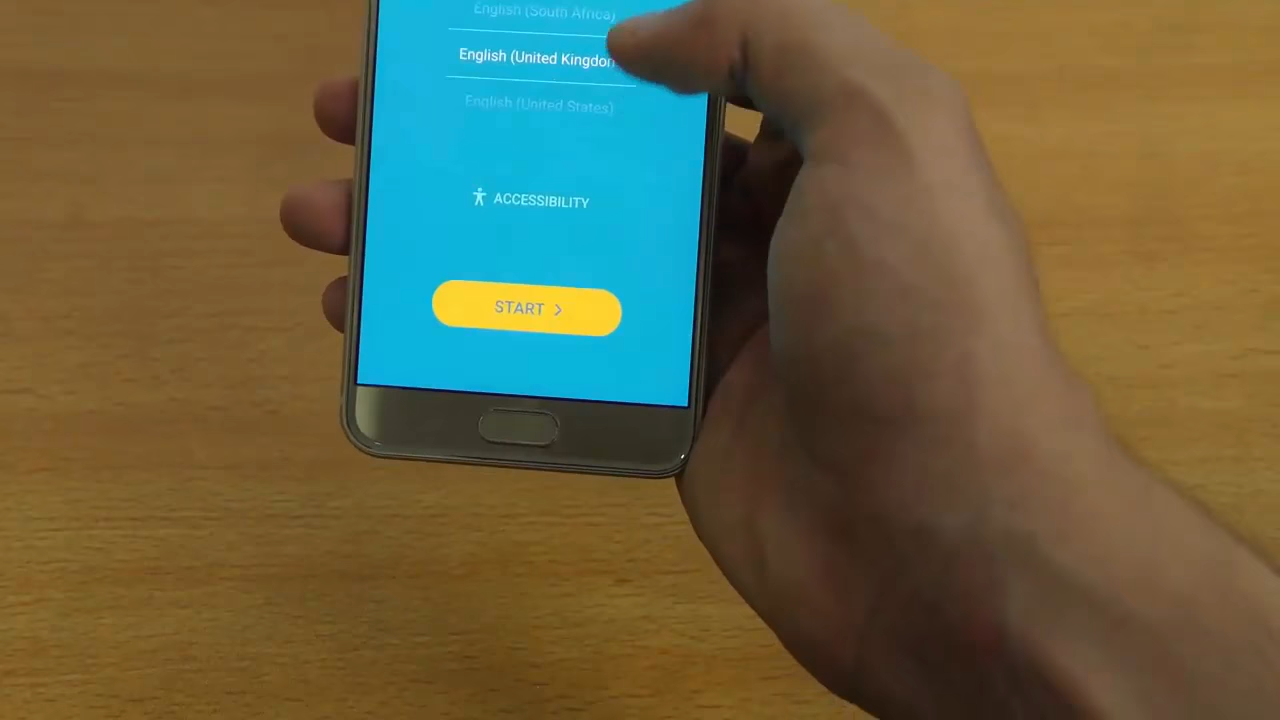 English (South Africa)
English (United Kingdom
English (United States)
ACCESSIBILITY
START >